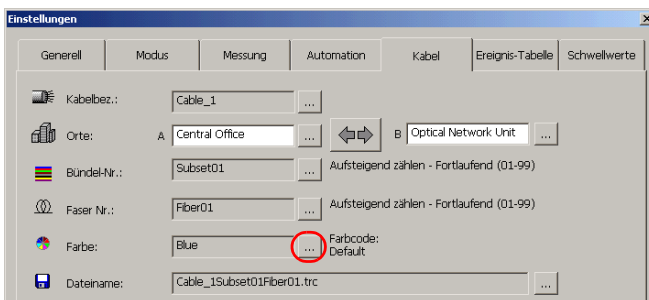 Einstellungen
Generell Modus Messung Automation Kabel Ereignis-Tabelle Schwellwerte
Kabelbez.: Cable_1 ...
Orte: A Central Office ... B Optical Network Unit ...
Bündel-Nr.: Subset01 ... Aufsteigend zählen - Fortlaufend (01-99)
Faser Nr.: Fiber01 ... Aufsteigend zählen - Fortlaufend (01-99)
Farbe: Blue ... Farbcode:
Default
Dateiname: Cable_1Subset01Fiber01.trc ...